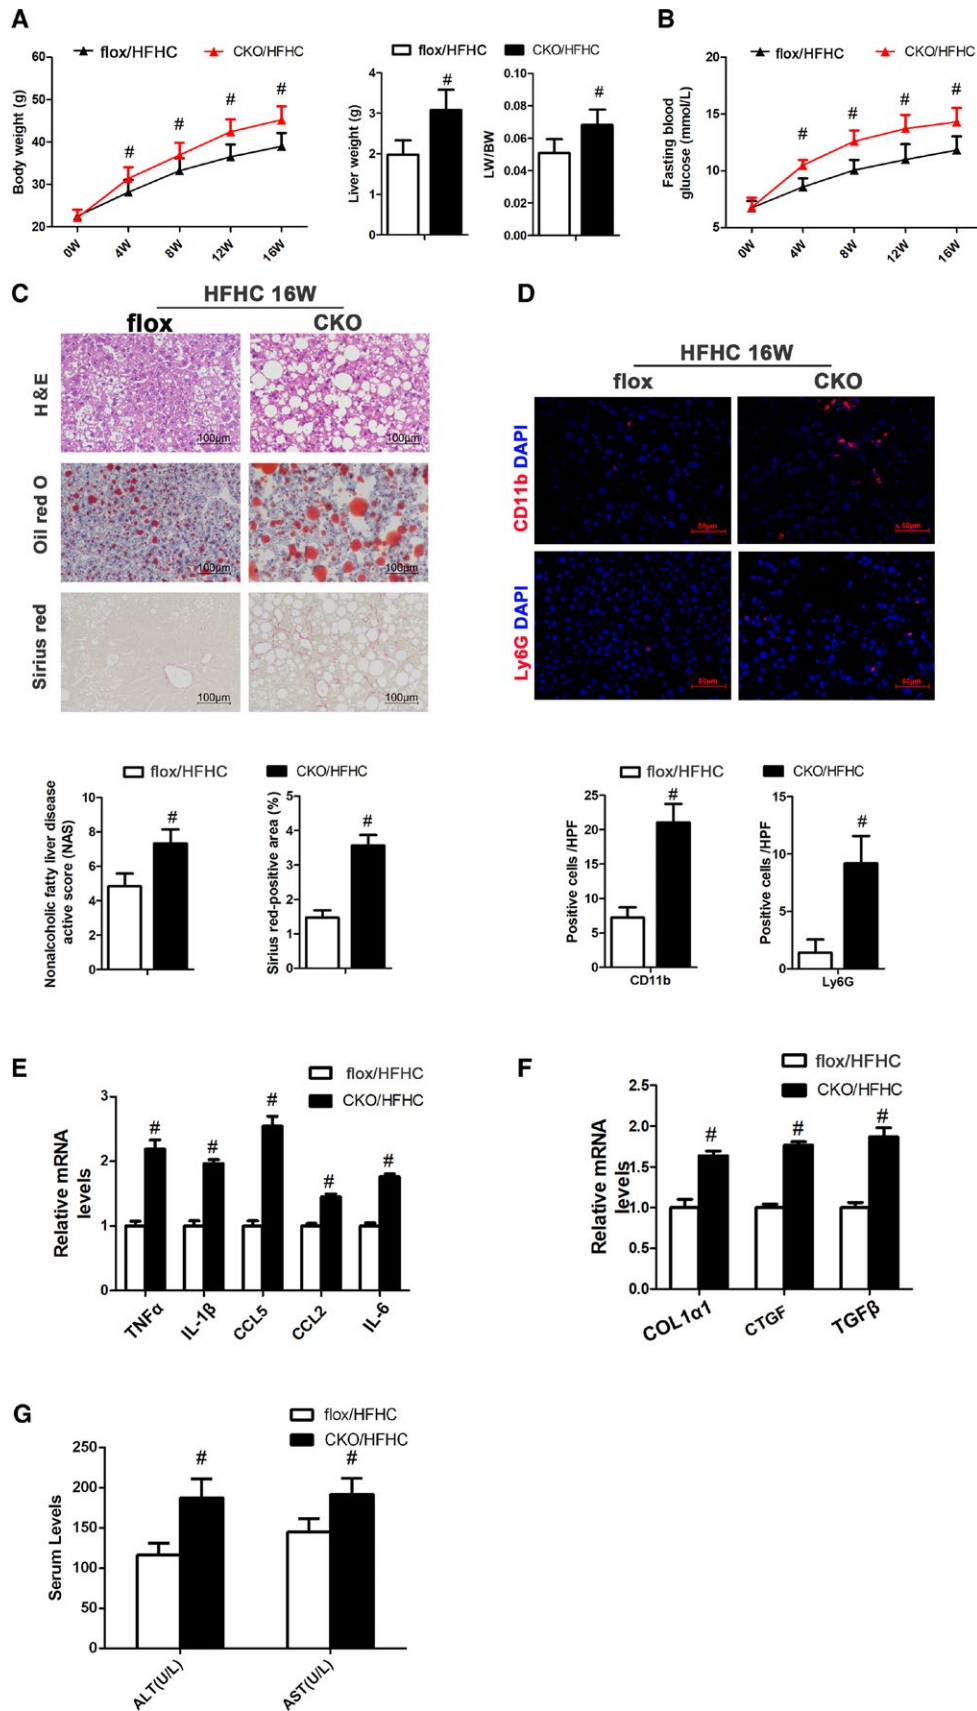 A
flox/HFHC
CKO/HFHC
Body weight (g)
60
50
40
30
20
#
#
#
#
0W
4W
8W
12W
16W
flox/HFHC
CKO/HFHC
Liver weight (g)
4
3
2
1
0
#
LW/BW
0.10
0.08
0.06
0.04
0.02
0.00
#
B
flox/HFHC
CKO/HFHC
Fasting blood
glucose (mmol/L)
20
15
10
5
#
#
#
#
0W
4W
8W
12W
16W
C
HFHC 16W
flox
CKO
H&E
100μm
100μm
Oil red O
100μm
100μm
Sirius red
100μm
100μm
flox/HFHC
CKO/HFHC
Nonalcoholic fatty liver disease
active score (NAS)
10
8
6
4
2
0
#
Sirius red-positive area (%)
5
4
3
2
1
0
#
D
HFHC 16W
flox
CKO
CD11b DAPI
50μm
50μm
Ly6G DAPI
50μm
50μm
flox/HFHC
CKO/HFHC
Positive cells /HPF
25
20
15
10
5
0
#
CD11b
Positive cells /HPF
15
10
5
0
#
Ly6G
E
flox/HFHC
CKO/HFHC
Relative mRNA
levels
3
2
1
0
#
#
#
#
#
TNFα
IL-1β
CCL5
CCL2
IL-6
F
flox/HFHC
CKO/HFHC
Relative mRNA
levels
2.5
2.0
1.5
1.0
0.5
0.0
#
#
#
COL1α1
CTGF
TGFβ
G
flox/HFHC
CKO/HFHC
Serum Levels
250
200
150
100
50
0
#
#
ALT(U/L)
AST(U/L)